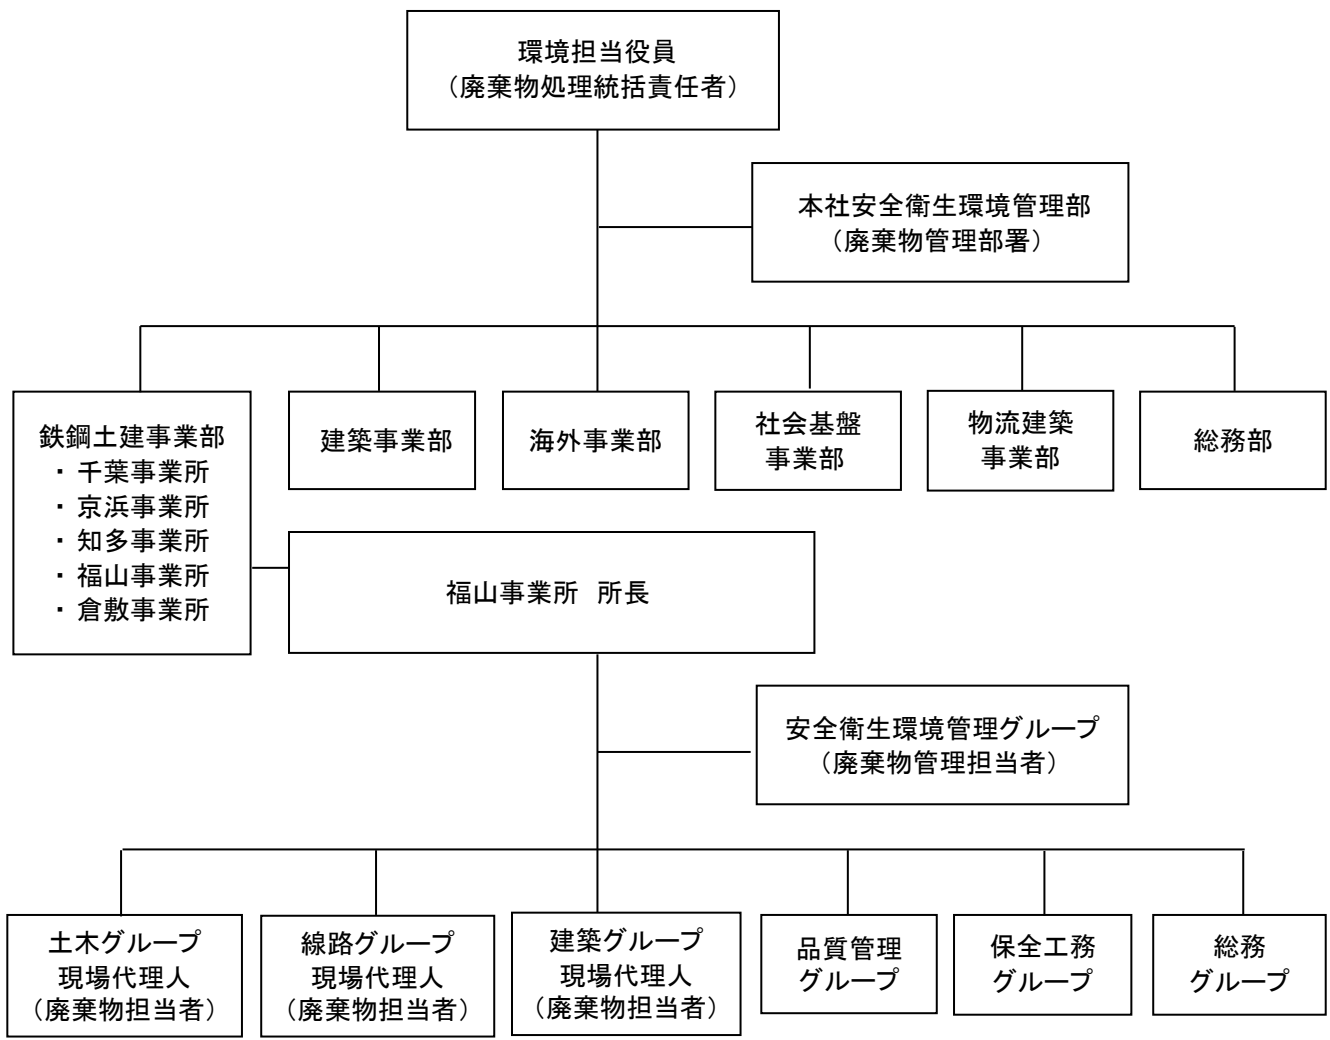 環境担当役員
（廃棄物処理統括責任者）
本社安全衛生環境管理部
（廃棄物管理部署）
鉄鋼土建事業部
・ 千葉事業所
・ 京浜事業所
・ 知多事業所
・ 福山事業所
・ 倉敷事業所
建築事業部
海外事業部
社会基盤
事業部
物流建築
事業部
総務部
福山事業所　所長
安全衛生環境管理グループ
（廃棄物管理担当者）
土木グループ
現場代理人
（廃棄物担当者）
線路グループ
現場代理人
（廃棄物担当者）
建築グループ
現場代理人
（廃棄物担当者）
品質管理
グループ
保全工務
グループ
総務
グループ